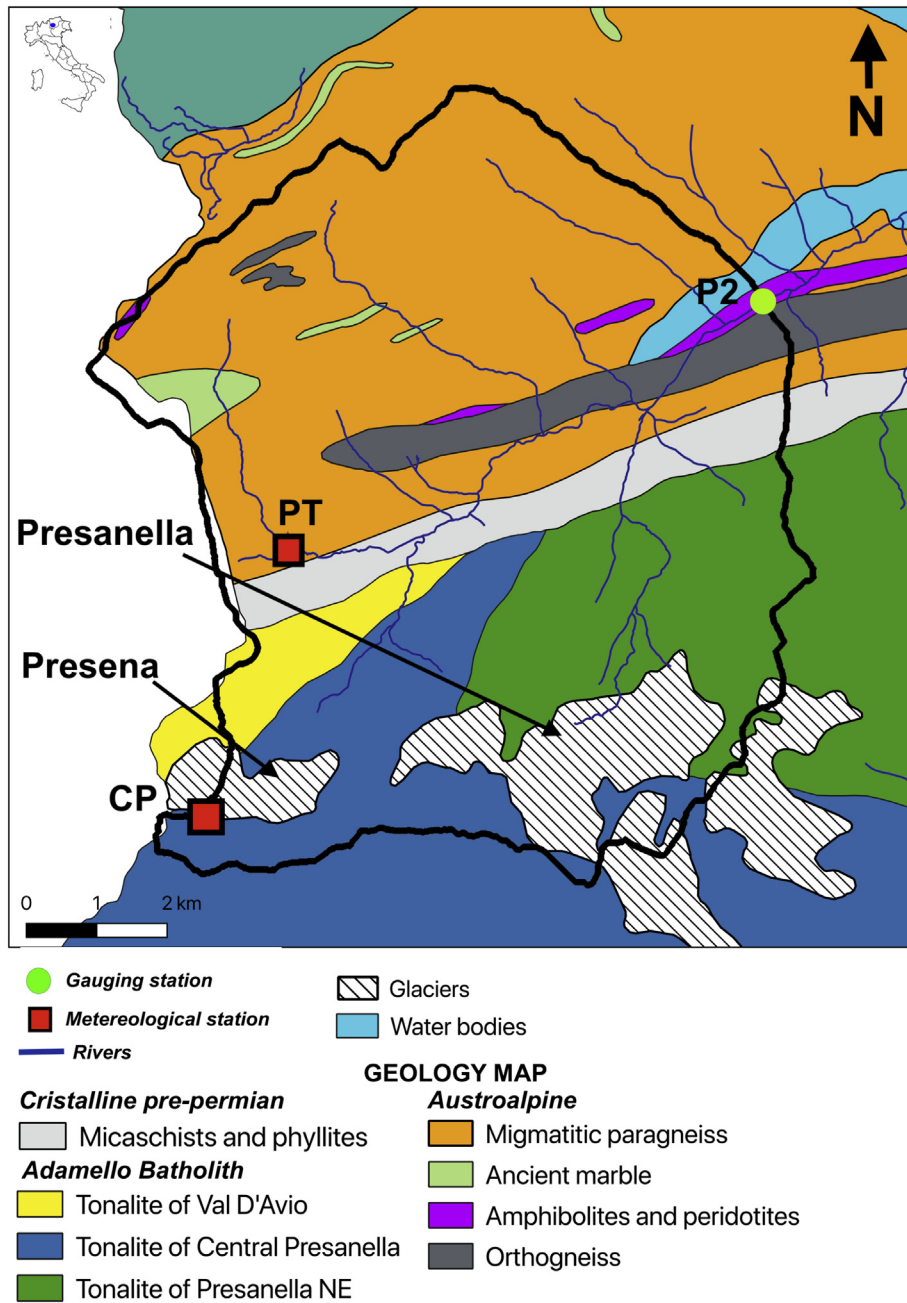 N
P2
PT
Presanella
Presena
CP
0 1 2 km
Gauging station
Metereological station
Rivers
Glaciers
Water bodies
GEOLOGY MAP
Cristalline pre-permian
Micaschists and phyllites
Adamello Batholith
Tonalite of Val D'Avio
Tonalite of Central Presanella
Tonalite of Presanella NE
Austroalpine
Migmatitic paragneiss
Ancient marble
Amphibolites and peridotites
Orthogneiss